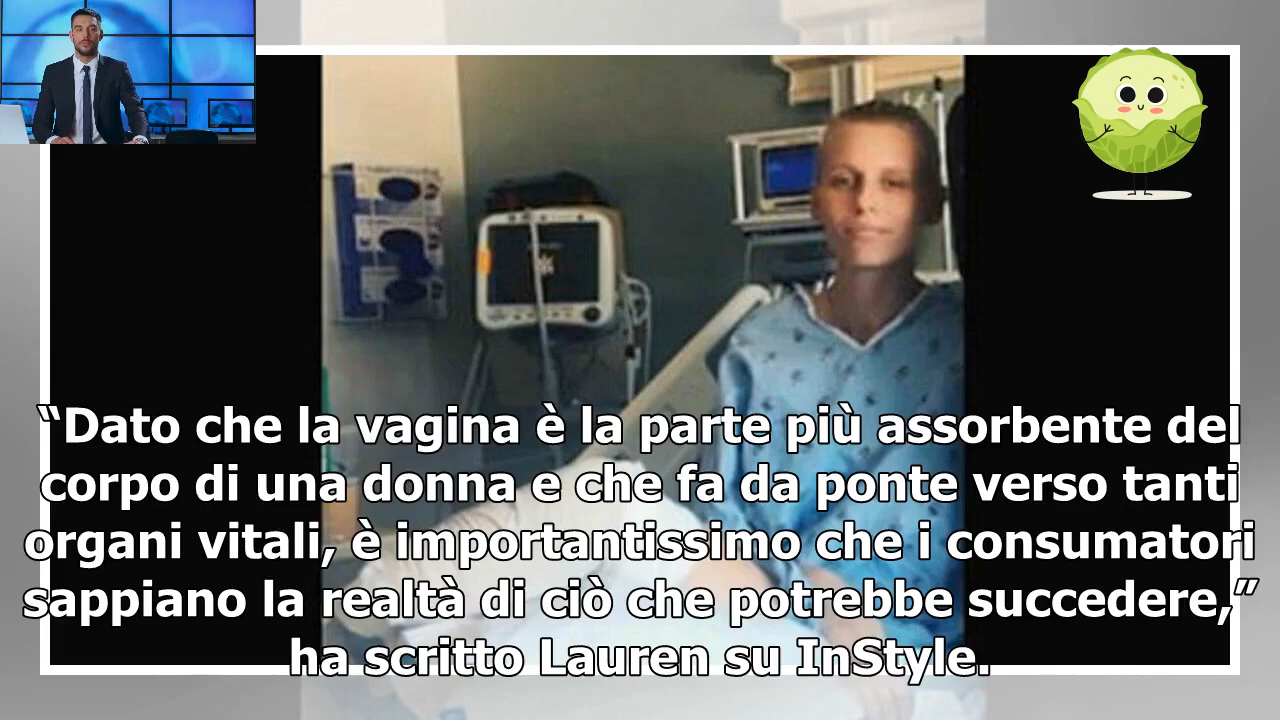 “Dato che la vagina è la parte più assorbente del
corpo di una donna e che fa da ponte verso tanti
organi vitali, è importantissimo che i consumatori
sappiano la realtà di ciò che potrebbe succedere,”
ha scritto Lauren su InStyle.